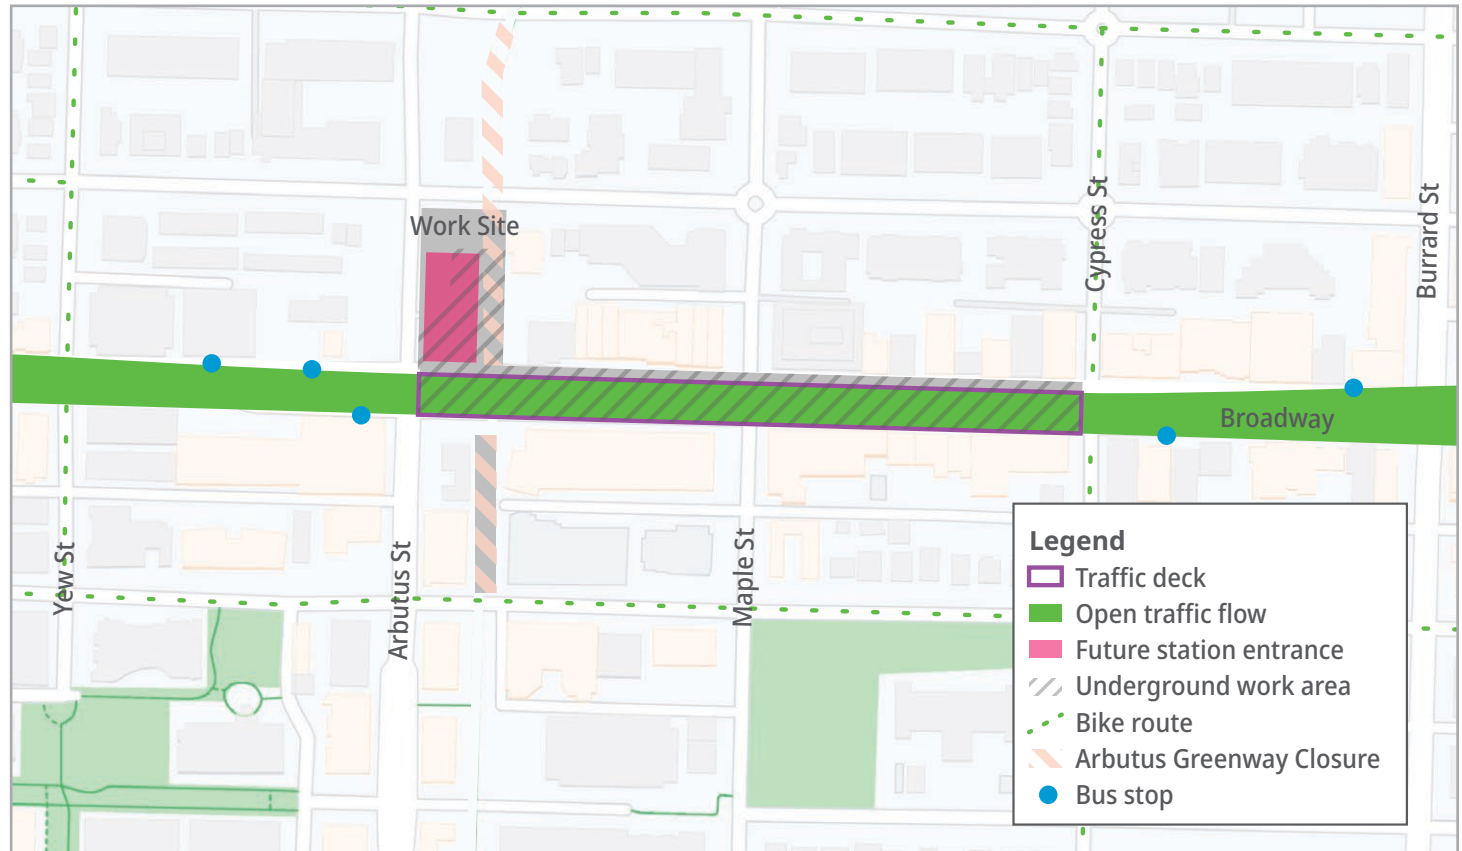 Work Site
Cypress St
Burrard St
Broadway
Yew St
Arbutus St
Maple St
Legend
Traffic deck
Open traffic flow
Future station entrance
Underground work area
Bike route
Arbutus Greenway Closure
Bus stop